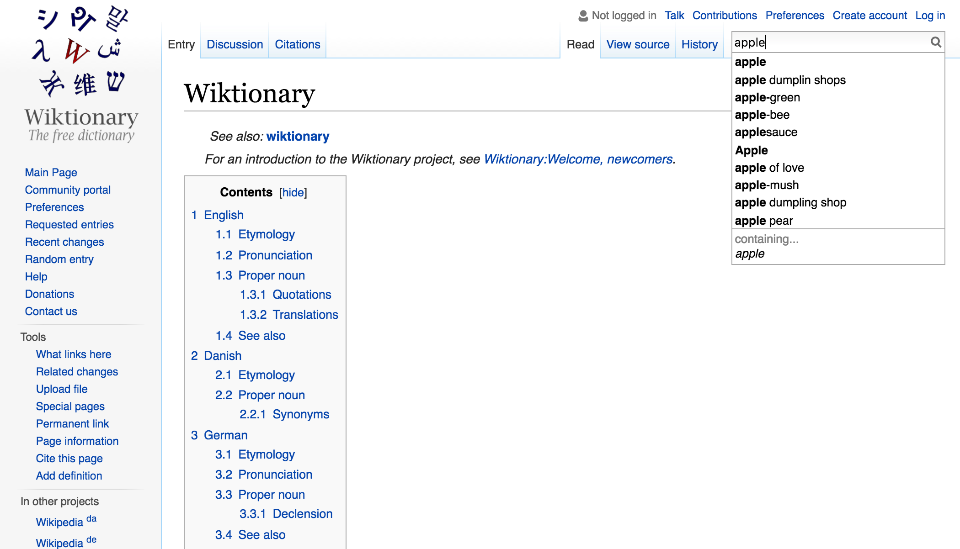 Not logged in Talk Contributions Preferences Create account Log in
Entry Discussion Citations Read View source History apple
Wiktionary
The free dictionary
Main Page
Community portal
Preferences
Requested entries
Recent changes
Random entry
Help
Donations
Contact us
Tools
What links here
Related changes
Upload file
Special pages
Permanent link
Page information
Cite this page
Add definition
In other projects
Wikipedia da
Wikipedia de
Wiktionary
See also: wiktionary
For an introduction to the Wiktionary project, see Wiktionary:Welcome, newcomers.
Contents [hide]
1 English
1.1 Etymology
1.2 Pronunciation
1.3 Proper noun
1.3.1 Quotations
1.3.2 Translations
1.4 See also
2 Danish
2.1 Etymology
2.2 Proper noun
2.2.1 Synonyms
3 German
3.1 Etymology
3.2 Pronunciation
3.3 Proper noun
3.3.1 Declension
3.4 See also
apple
apple dumplin shops
apple-green
apple-bee
applesauce
Apple
apple of love
apple-mush
apple dumpling shop
apple pear
containing...
apple